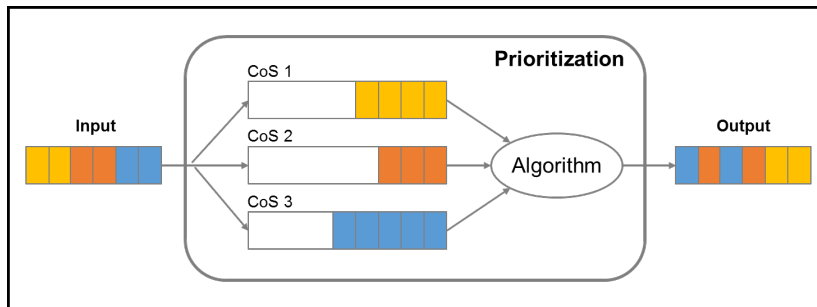 Prioritization
CoS 1
Input
CoS 2
Algorithm
Output
CoS 3